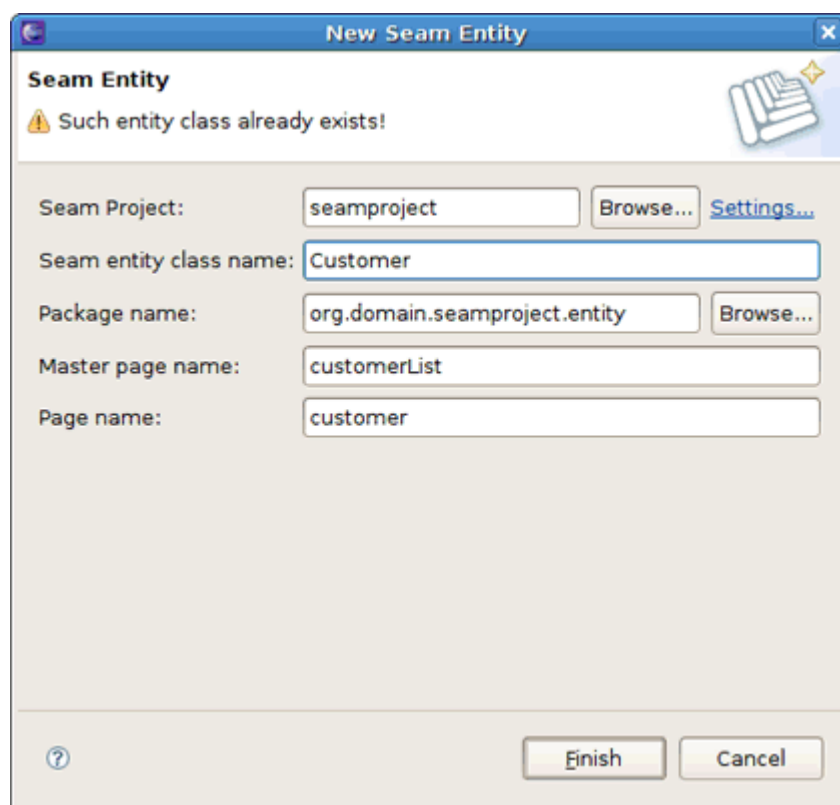 New Seam Entity
Seam Entity
Such entity class already exists!
Seam Project: seamproject Browse... Settings...
Seam entity class name: Customer
Package name: org.domain.seamproject.entity Browse...
Master page name: customerList
Page name: customer
? Finish Cancel